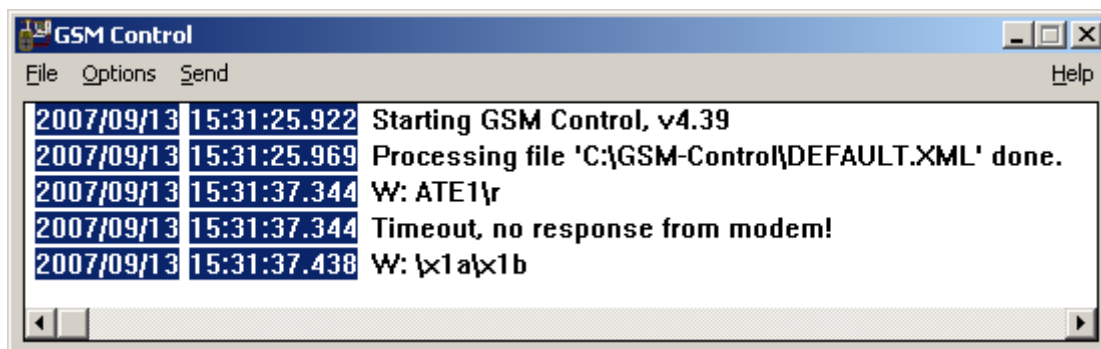 GSM Control
File Options Send Help
2007/09/13 15:31:25.922 Starting GSM Control, v4.39
2007/09/13 15:31:25.969 Processing file 'C:\GSM-Control\DEFAULT.XML' done.
2007/09/13 15:31:37.344 W: ATE1\r
2007/09/13 15:31:37.344 Timeout, no response from modem!
2007/09/13 15:31:37.438 W: \x1a\x1b